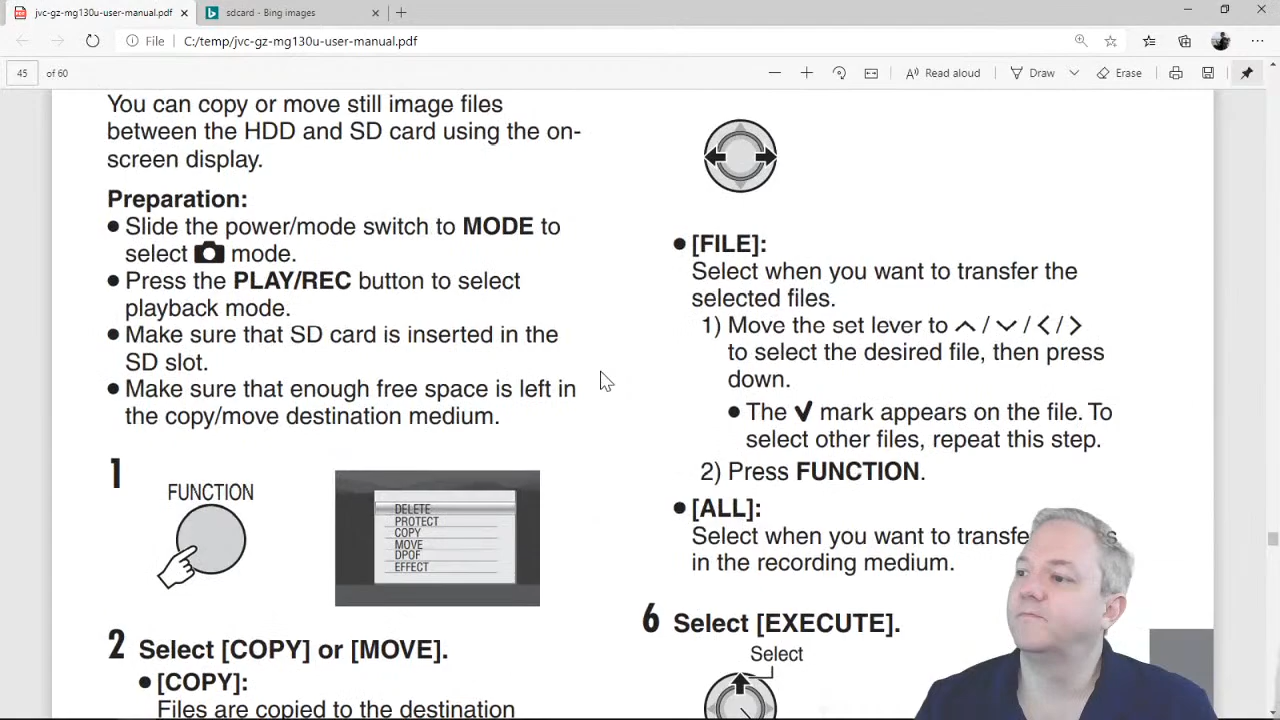 jvc-gz-mg130u-user-manual.pdf
sdcard - Bing images
File
C:/temp/jvc-gz-mg130u-user-manual.pdf
45
of 60
Read aloud
Draw
Erase
You can copy or move still image files
between the HDD and SD card using the on-
screen display.
Preparation:
● Slide the power/mode switch to MODE to
select mode.
● Press the PLAY/REC button to select
playback mode.
● Make sure that SD card is inserted in the
SD slot.
● Make sure that enough free space is left in
the copy/move destination medium.
1
FUNCTION
DELETE
PROTECT
COPY
MOVE
DPOF
EFFECT
2 Select [COPY] or [MOVE].
● [COPY]:
Files are copied to the destination
● [FILE]:
Select when you want to transfer the
selected files.
1) Move the set lever to ∧ / ∨ / < / >
to select the desired file, then press
down.
● The ✔ mark appears on the file. To
select other files, repeat this step.
2) Press FUNCTION.
● [ALL]:
Select when you want to
in the recording medium.
6 Select [EXECUTE].
Select